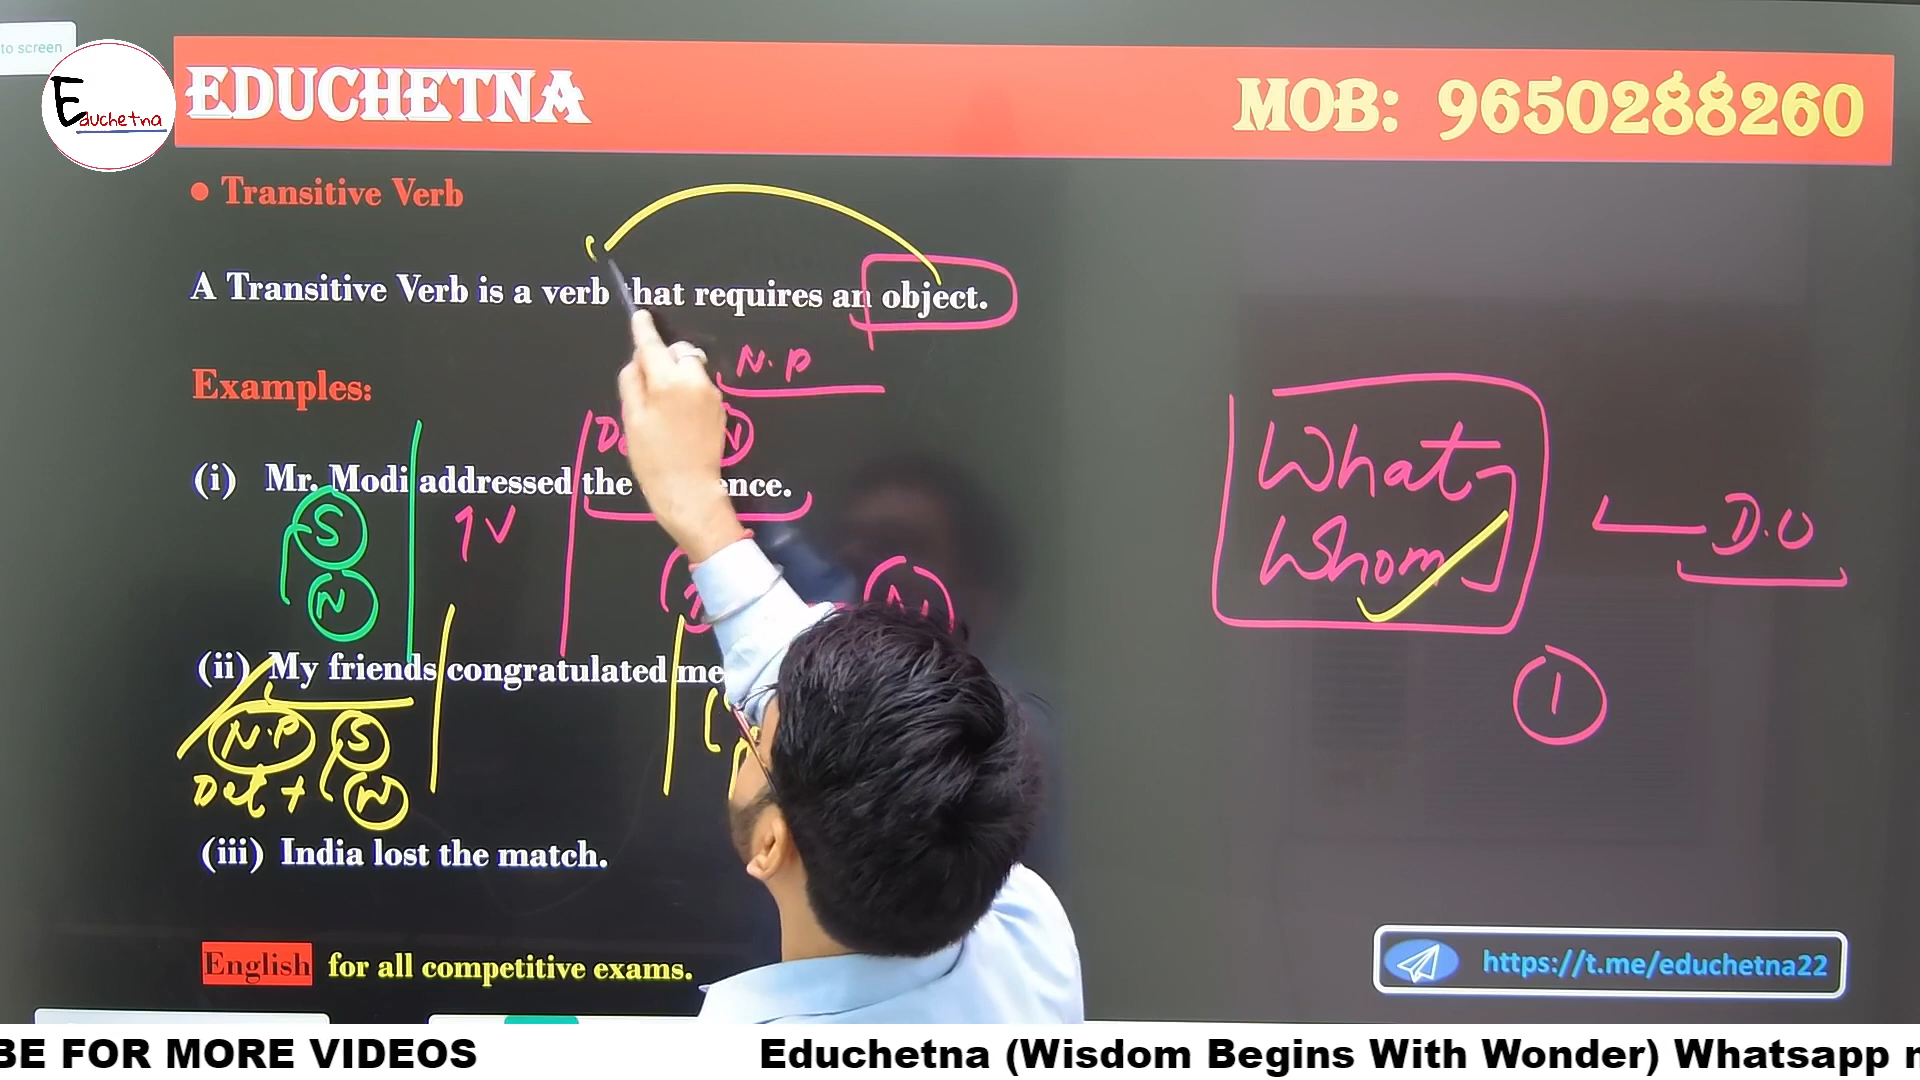 to screen
Educhetna
EDUCHETNA
MOB: 9650288260
• Transitive Verb
A Transitive Verb is a verb that requires an object.
N.P
Examples:
N
(i) Mr. Modi addressed the ence.
S
V
N
N
What
Whom
D.O
1
(ii) My friends congratulated me
N.P S
Det + N
(iii) India lost the match.
English for all competitive exams.
https://t.me/educhetna22
BE FOR MORE VIDEOS
Educhetna (Wisdom Begins With Wonder) Whatsapp